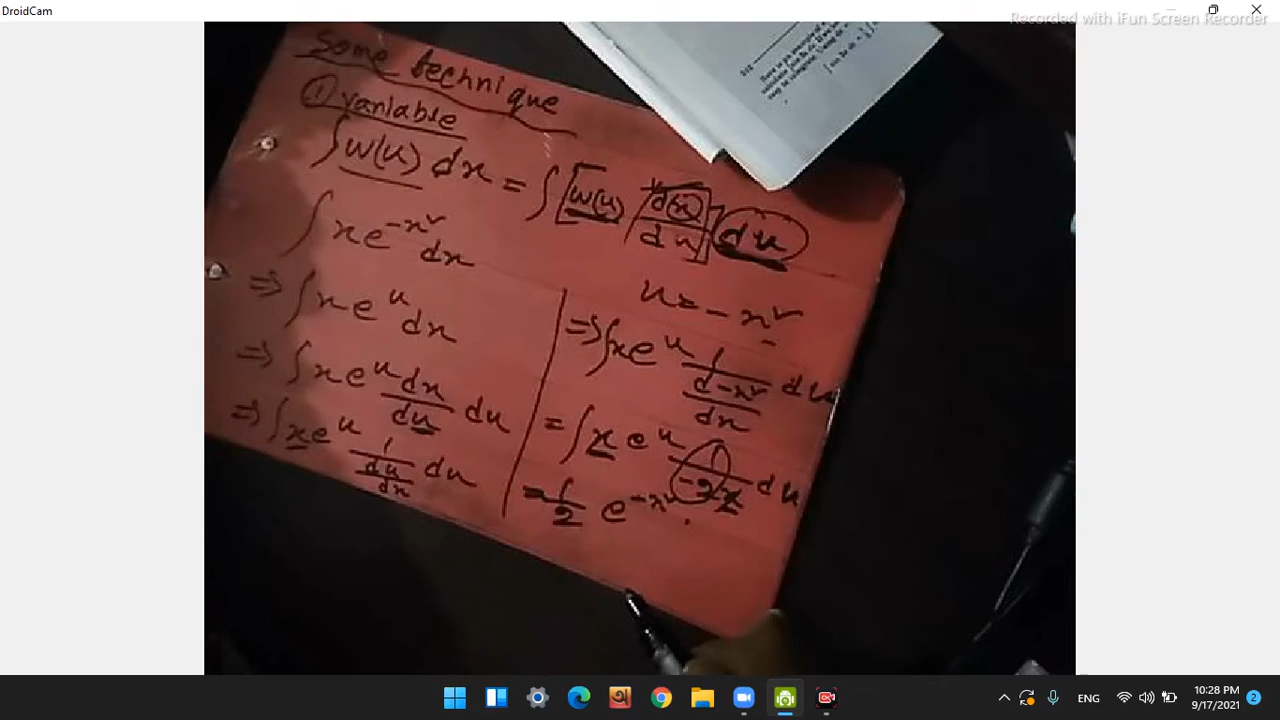 DroidCam
Recorded with iFun Screen Recorder
Some technique
① Variable
∫w(u) dx = ∫[w(u) d(x)/du] du
∫xe^-x² dx
u = -x²
⇒ ∫xe^u dx
⇒ ∫xe^u dx/du du
⇒ ∫xe^u 1/(du/dx) du
⇒ ∫xe^u 1/(d-x²/dx) du
= ∫xe^u 1/-2x du
= 1/2 e^-x²
ENG
10:28 PM
9/17/2021
2